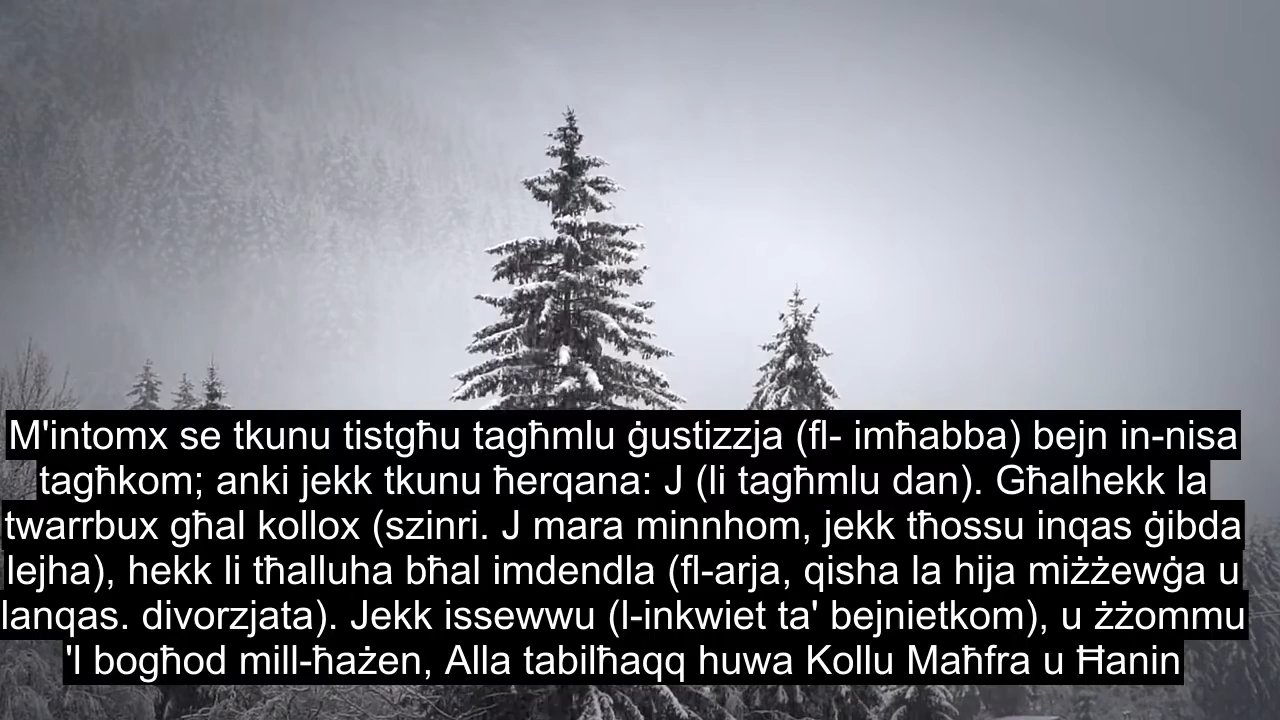 M'intomx se tkunu tistgħu tagħmlu ġustizzja (fl- imħabba) bejn in-nisa
tagħkom; anki jekk tkunu ħerqana: J (li tagħmlu dan). Għalhekk la
twarrbux għal kollox (szinri. J mara minnhom, jekk tħossu inqas ġibda
lejha), hekk li tħalluha bħal imdendla (fl-arja, qisha la hija miżżewġa u
lanqas. divorzjata). Jekk issewwu (l-inkwiet ta' bejnietkom), u żżommu
'l bogħod mill-ħażen, Alla tabilħaqq huwa Kollu Maħfra u Ħanin